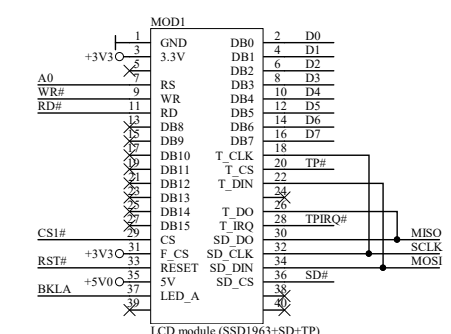 MOD1
1 GND DB0 2 D0
+3V3 3 3.3V DB1 4 D1
5 DB2 6 D2
A0 7 RS DB3 8 D3
WR# 9 WR DB4 10 D4
RD# 11 RD DB5 12 D5
13 DB8 DB6 14 D6
15 DB9 DB7 16 D7
17 DB10 T_CLK 18
19 DB11 T_CS 20 TP#
21 DB12 T_DIN 22
23 DB13 24
25 DB14 T_DO 26
27 DB15 T_IRQ 28 TPIRQ#
CS1# 29 CS SD_DO 30 MISO
+3V3 31 F_CS SD_CLK 32 SCLK
RST# 33 RESET SD_DIN 34 MOSI
+5V0 35 5V SD_CS 36 SD#
BKLA 37 LED_A 38
39 40
LCD module (SSD1963+SD+TP)